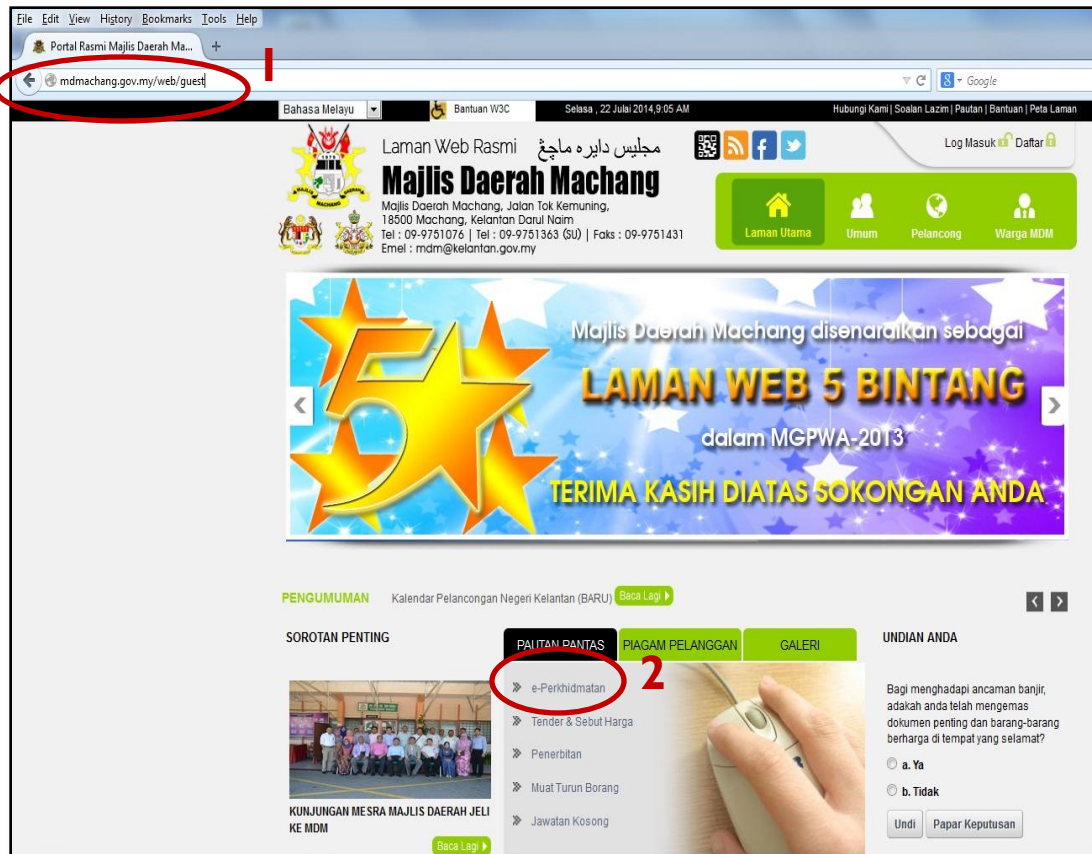 File Edit View History Bookmarks Tools Help
Portal Rasmi Majlis Daerah Ma... +
1
mdmachang.gov.my/web/guest
Google
Bahasa Melayu Bantuan W3C Selasa , 22 Julai 2014,9:05 AM Hubungi Kami | Soalan Lazim | Pautan | Bantuan | Peta Laman
Laman Web Rasmi مجليس دايره ماچڠ
Log Masuk Daftar
Majlis Daerah Machang
Majlis Daerah Machang, Jalan Tok Kemuning,
18500 Machang, Kelantan Darul Naim
Tel : 09-9751076 | Tel : 09-9751363 (SU) | Faks : 09-9751431
Emel : mdm@kelantan.gov.my
Laman Utama Umum Pelancong Warga MDM
MACHANG
5
Majlis Daerah Machang disenaraikan sebagai
LAMAN WEB 5 BINTANG
dalam MGPWA-2013
TERIMA KASIH DIATAS SOKONGAN ANDA
PENGUMUMAN Kalendar Pelancongan Negeri Kelantan (BARU) Baca Lagi
SOROTAN PENTING
KUNJUNGAN MESRA MAJLIS DAERAH JELI
KE MDM
Baca Lagi
PAUTAN PANTAS PIAGAM PELANGGAN GALERI
2
e-Perkhidmatan
Tender & Sebut Harga
Penerbitan
Muat Turun Borang
Jawatan Kosong
UNDIAN ANDA
Bagi menghadapi ancaman banjir,
adakah anda telah mengemas
dokumen penting dan barang-barang
berharga di tempat yang selamat?
a. Ya
b. Tidak
Undi Papar Keputusan